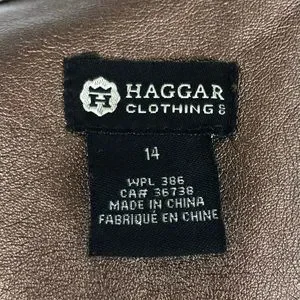 H
HAGGAR
CLOTHING CO
14
WPL 386
CA# 36738
MADE IN CHINA
FABRIQUÉ EN CHINE